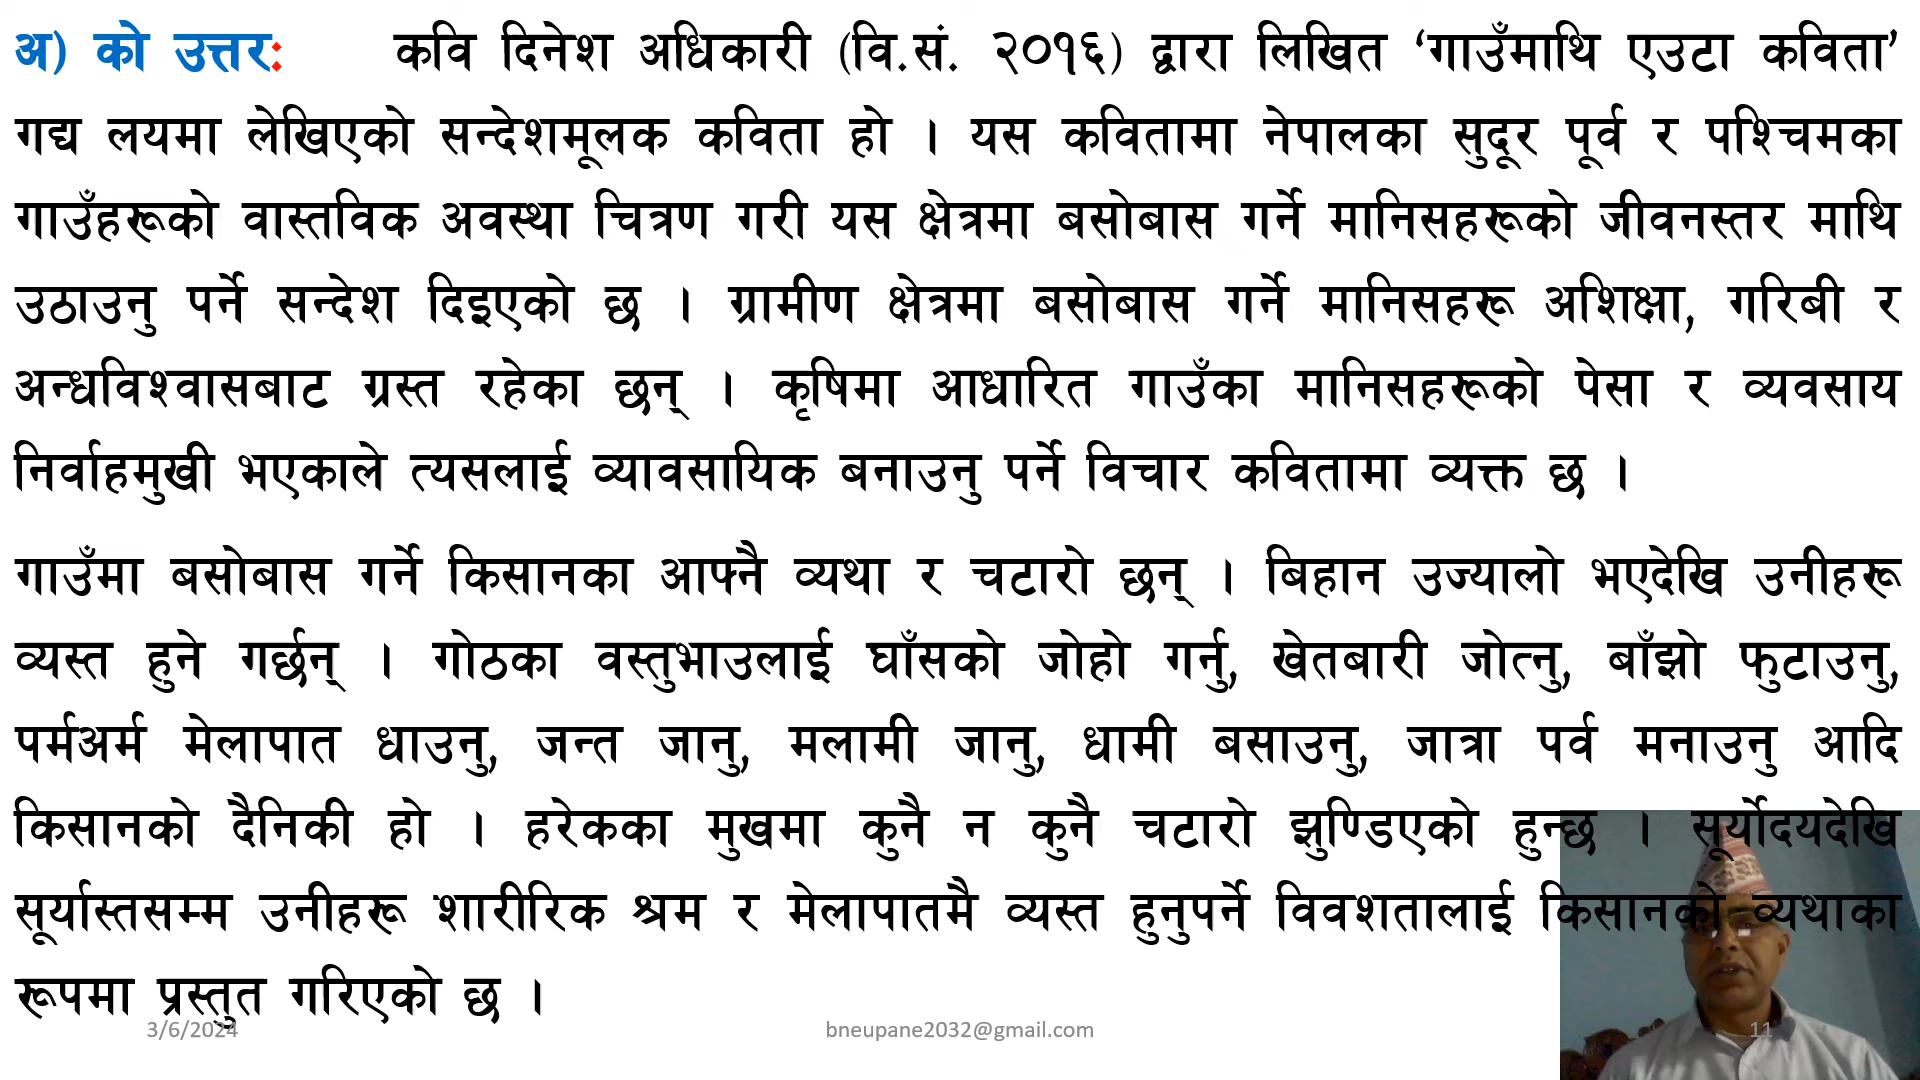 अ) को उत्तरः कवि दिनेश अधिकारी (वि.सं. २०१६) द्वारा लिखित ‘गाउँमाथि एउटा कविता’
गद्य लयमा लेखिएको सन्देशमूलक कविता हो । यस कवितामा नेपालका सुदूर पूर्व र पश्चिमका
गाउँहरूको वास्तविक अवस्था चित्रण गरी यस क्षेत्रमा बसोबास गर्ने मानिसहरूको जीवनस्तर माथि
उठाउनु पर्ने सन्देश दिइएको छ । ग्रामीण क्षेत्रमा बसोबास गर्ने मानिसहरू अशिक्षा, गरिबी र
अन्धविश्वासबाट ग्रस्त रहेका छन् । कृषिमा आधारित गाउँका मानिसहरूको पेसा र व्यवसाय
निर्वाहमुखी भएकाले त्यसलाई व्यावसायिक बनाउनु पर्ने विचार कवितामा व्यक्त छ ।
गाउँमा बसोबास गर्ने किसानका आफ्नै व्यथा र चटारो छन् । बिहान उज्यालो भएदेखि उनीहरू
व्यस्त हुने गर्छन् । गोठका वस्तुभाउलाई घाँसको जोहो गर्नु, खेतबारी जोत्नु, बाँझो फुटाउनु,
पर्मअर्म मेलापात धाउनु, जन्त जानु, मलामी जानु, धामी बसाउनु, जात्रा पर्व मनाउनु आदि
किसानको दैनिकी हो । हरेकका मुखमा कुनै न कुनै चटारो झुण्डिएको हुन्छ । सूर्योदयदेखि
सूर्यास्तसम्म उनीहरू शारीरिक श्रम र मेलापातमै व्यस्त हुनुपर्ने विवशतालाई किसानको व्यथाका
रूपमा प्रस्तुत गरिएको छ ।
3/6/2024 bneupane2032@gmail.com 11